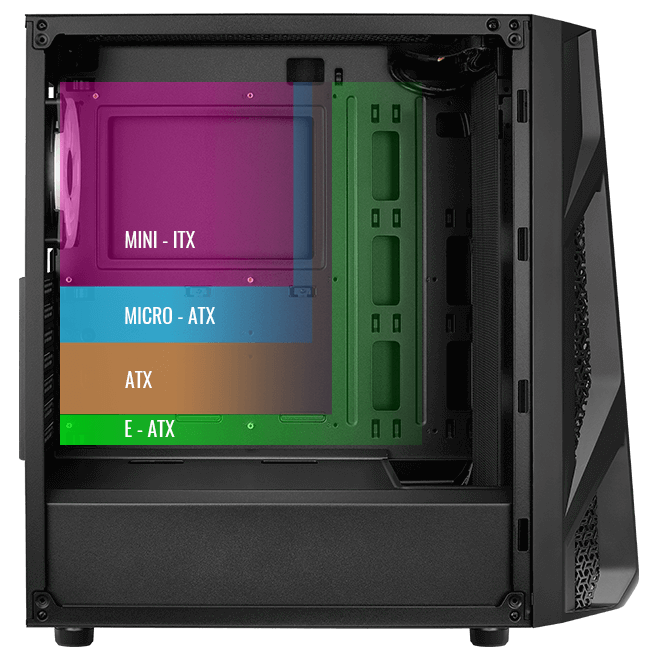 MINI - ITX
MICRO - ATX
ATX
E - ATX